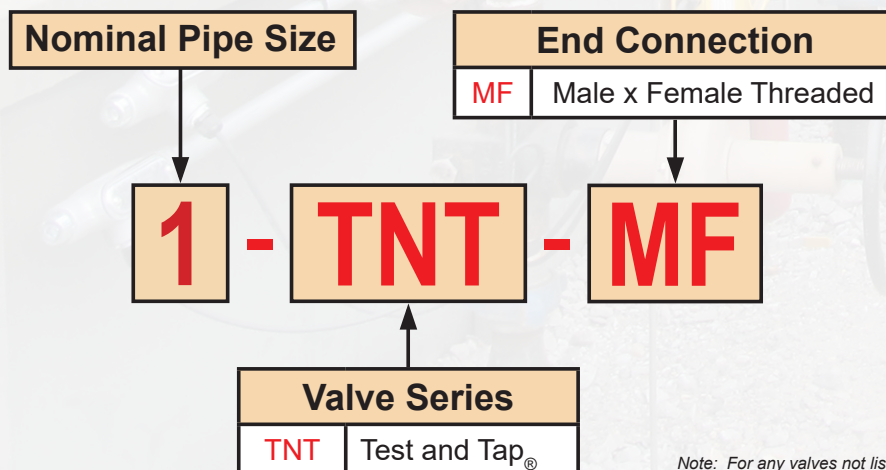 Nominal Pipe Size
End Connection
MF Male x Female Threaded
1 - TNT - MF
Valve Series
TNT Test and Tap®
Note: For any valves not lis